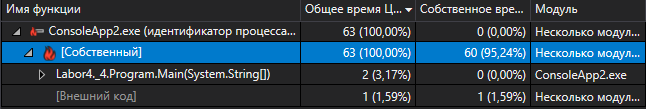 Имя функции Общее время Ц... Собственное вре... Модуль
ConsoleApp2.exe (идентификатор процесса... 63 (100,00%) 0 (0,00%) Несколько модул...
[Собственный] 63 (100,00%) 60 (95,24%) Несколько модул...
Labor4._4.Program.Main(System.String[]) 2 (3,17%) 0 (0,00%) ConsoleApp2.exe
[Внешний код] 1 (1,59%) 1 (1,59%) Несколько модул...